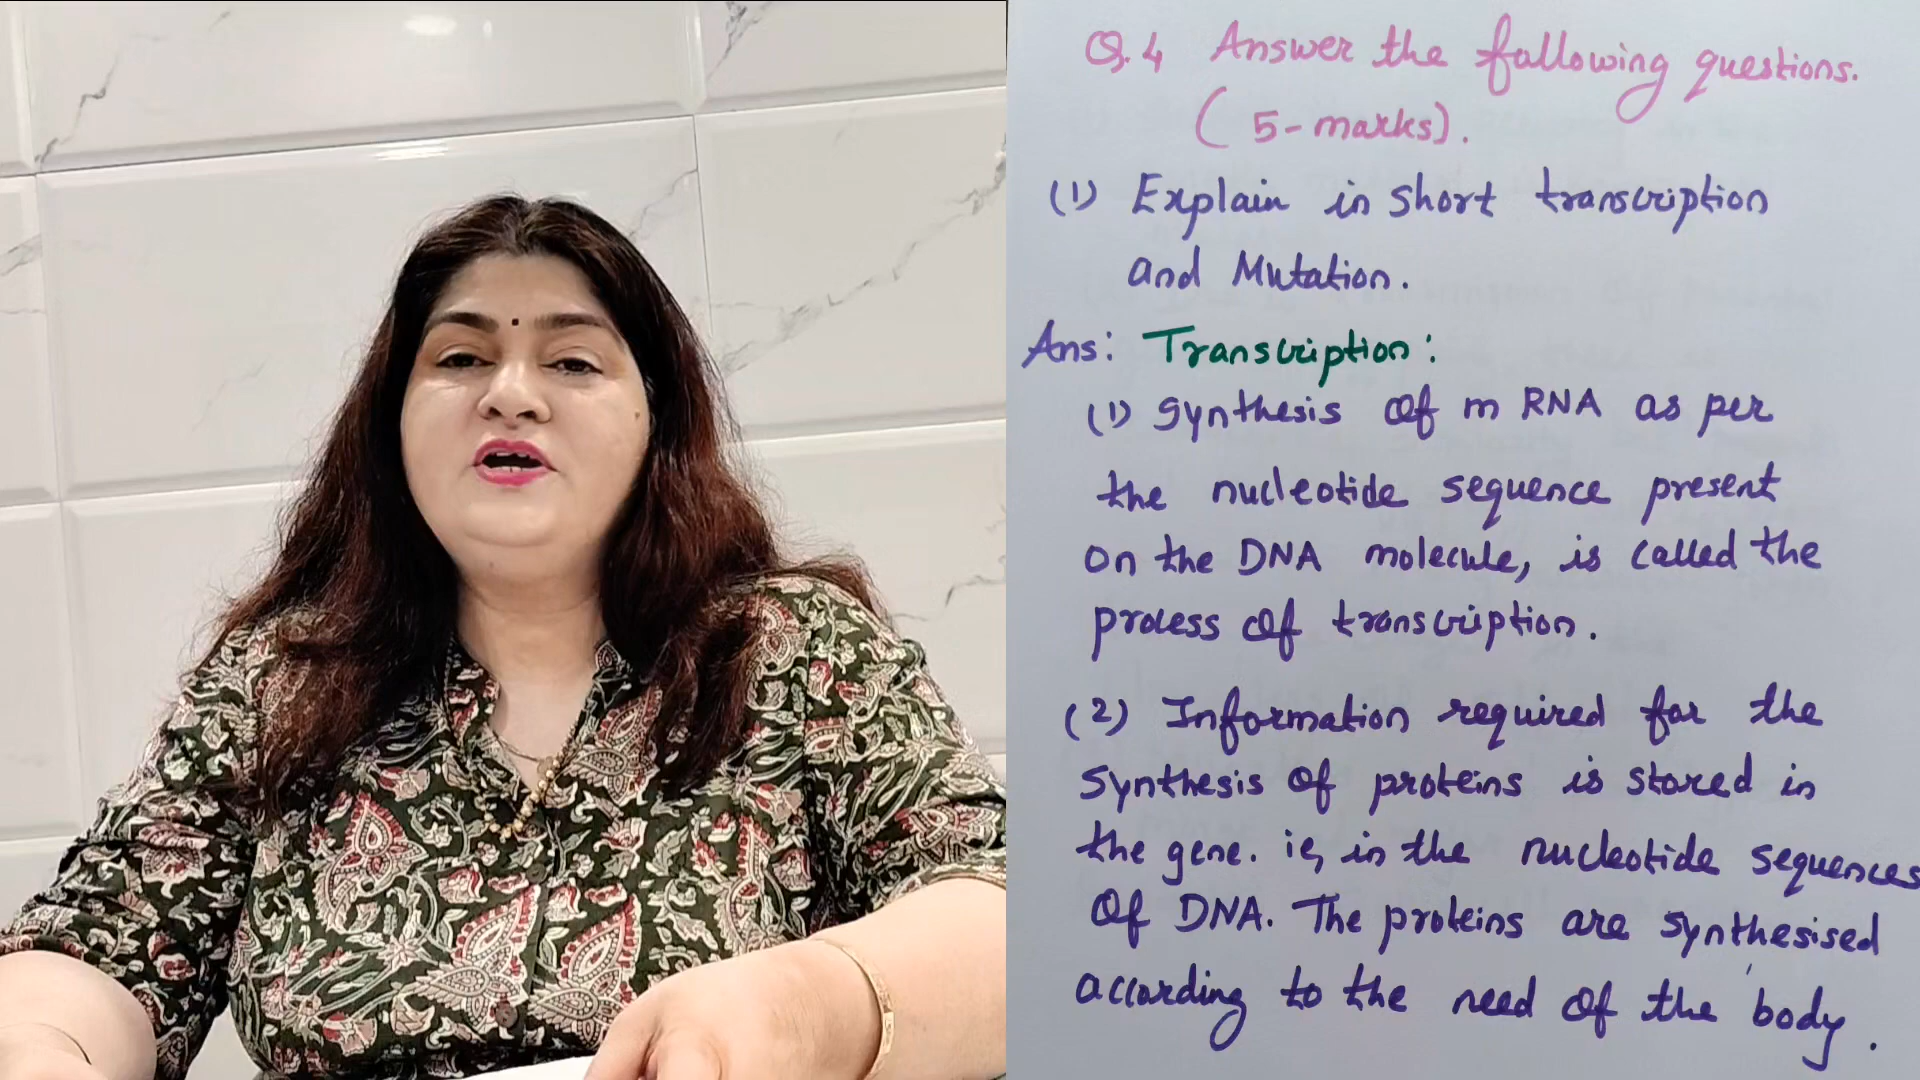 Q.4 Answer the following questions.
(5-marks).
(1) Explain in short transcription
and Mutation.
Ans: Transcription:
(1) Synthesis of m RNA as per
the nucleotide sequence present
on the DNA molecule, is called the
process of transcription.
(2) Information required for the
synthesis of proteins is stored in
the gene. ie, in the nucleotide sequences
of DNA. The proteins are synthesised
according to the need of the body.